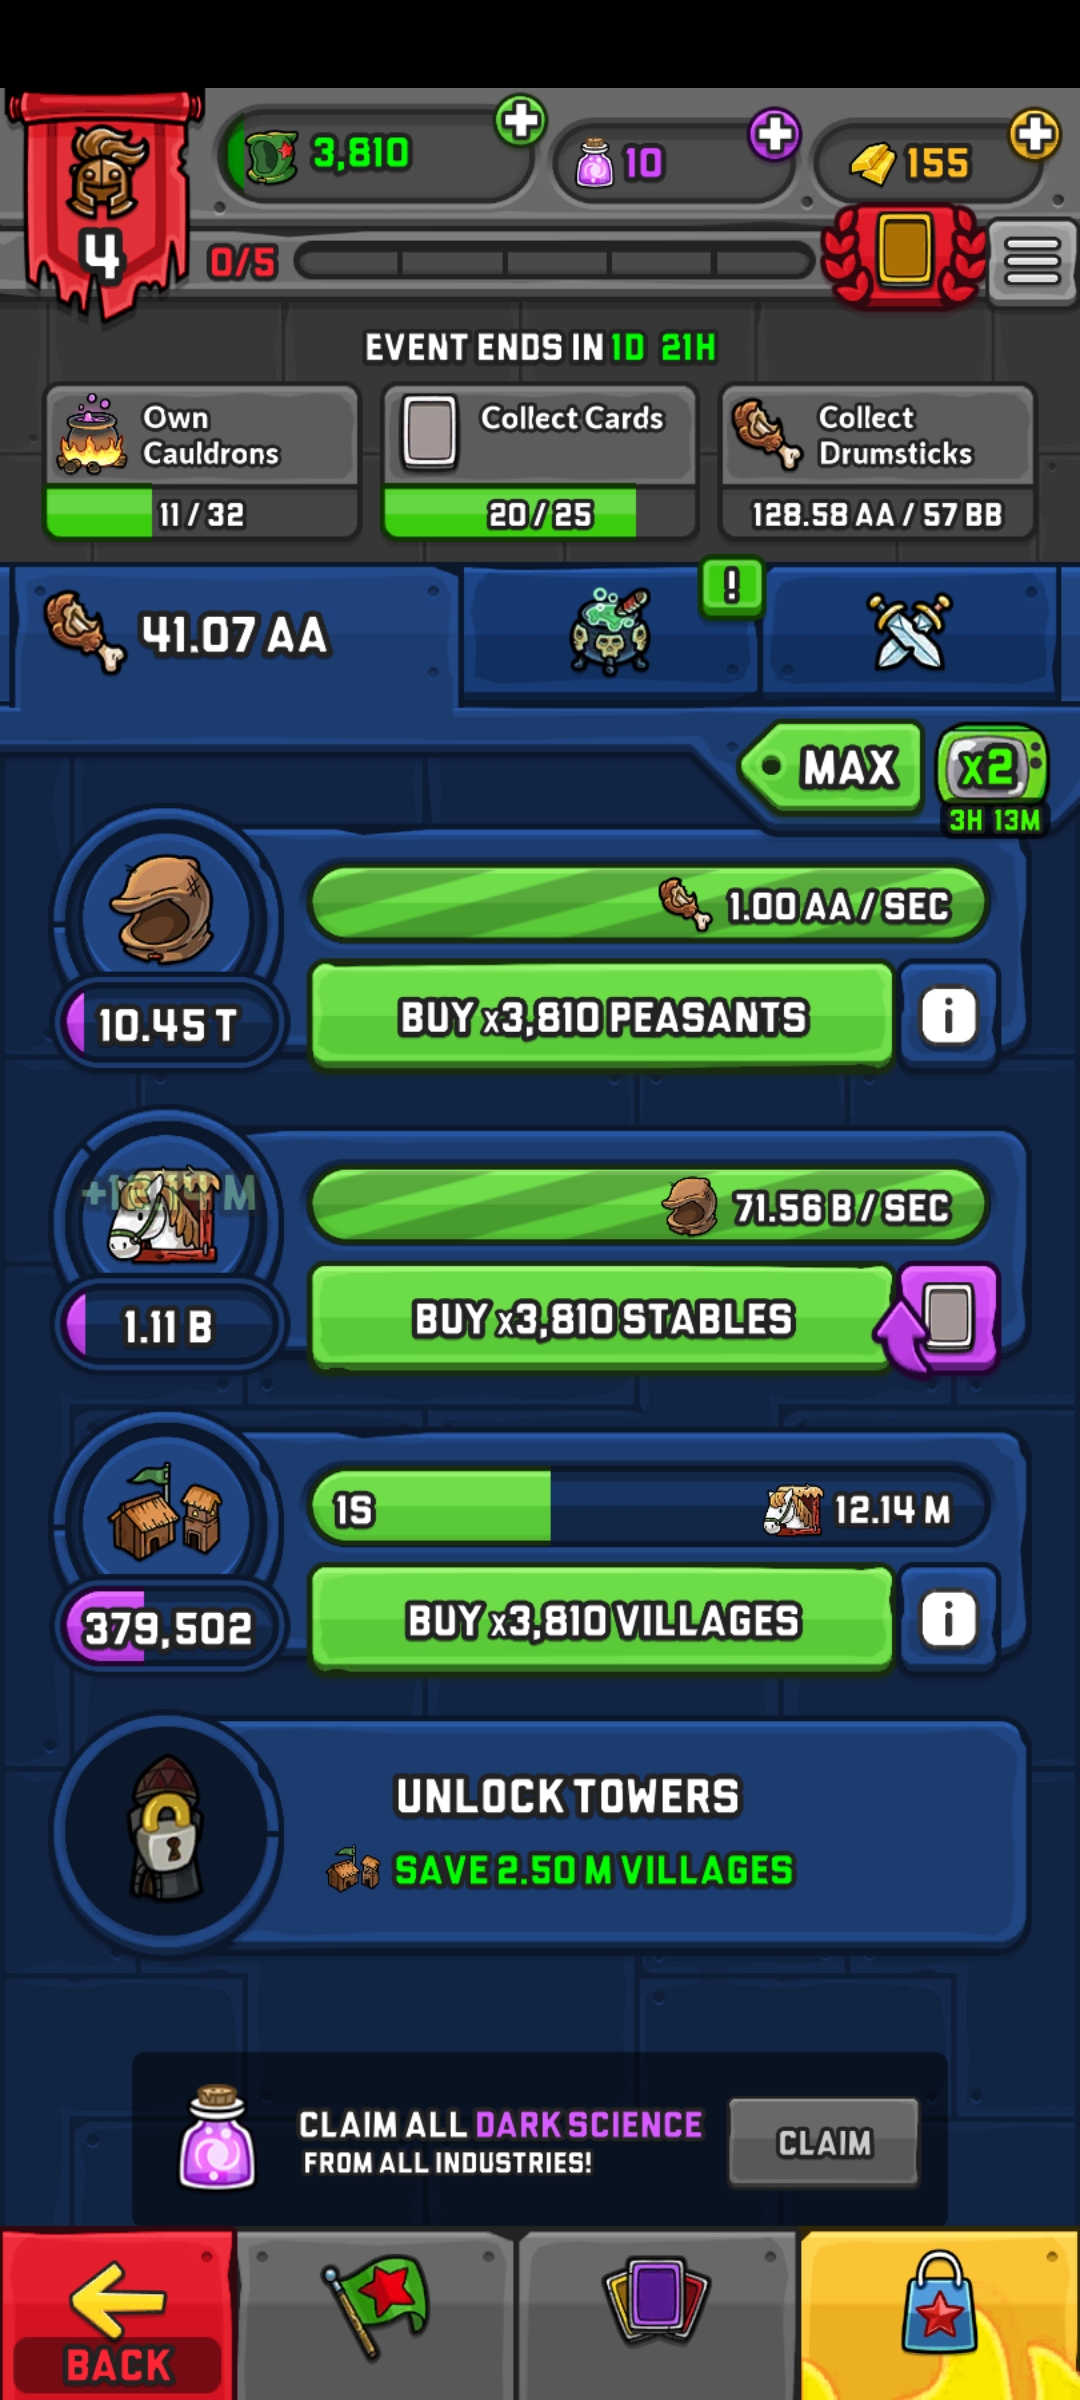 3,810
10
155
4
0/5
EVENT ENDS IN 1D 21H
Own
Cauldrons
11 / 32
Collect Cards
20 / 25
Collect
Drumsticks
128.58 AA / 57 BB
41.07 AA
!
MAX
x2
3H 13M
1.00 AA / SEC
10.45 T
BUY x3,810 PEASANTS
i
71.56 B / SEC
1.11 B
BUY x3,810 STABLES
1S
12.14 M
379,502
BUY x3,810 VILLAGES
i
UNLOCK TOWERS
SAVE 2.50 M VILLAGES
CLAIM ALL DARK SCIENCE
FROM ALL INDUSTRIES!
CLAIM
BACK